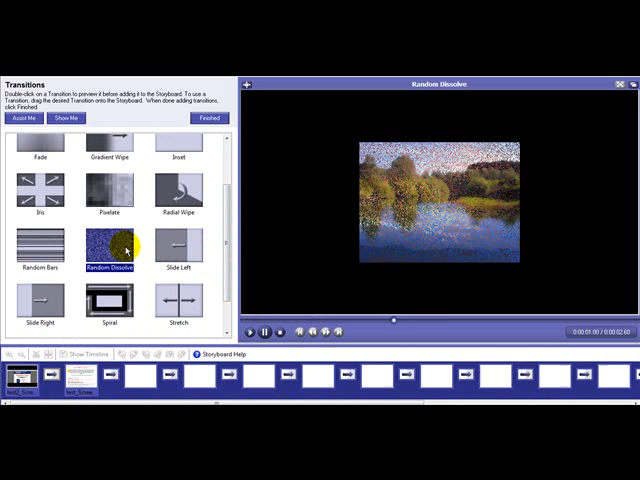 Transitions
Double-click on a Transition to preview it before adding it to the Storyboard. To use a
Transition, drag the desired Transition onto the Storyboard. When done adding transitions,
click Finished.
Assist Me
Show Me
Finished
Random Dissolve
Fade
Gradient Wipe
Inset
Iris
Pixelate
Radial Wipe
Random Bars
Random Dissolve
Slide Left
Slide Right
Spiral
Stretch
0:00:01.00 / 0:00:02.60
Show Timeline
Storyboard Help